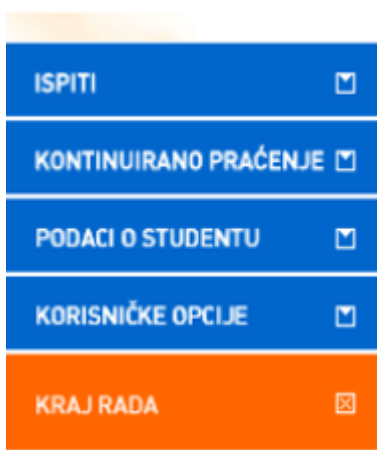 ISPITI
KONTINUIRANO PRAĆENJE
PODACI O STUDENTU
KORISNIČKE OPCIJE
KRAJ RADA